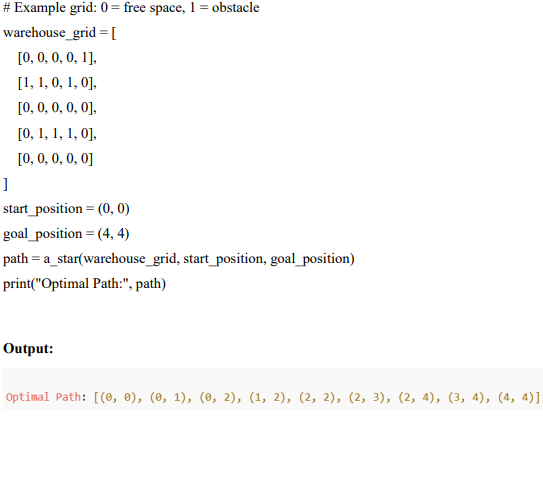 # Example grid: 0 = free space, 1 = obstacle
warehouse_grid = [
[0, 0, 0, 0, 1],
[1, 1, 0, 1, 0],
[0, 0, 0, 0, 0],
[0, 1, 1, 1, 0],
[0, 0, 0, 0, 0]
]
start_position = (0, 0)
goal_position = (4, 4)
path = a_star(warehouse_grid, start_position, goal_position)
print("Optimal Path:", path)
Output:
Optimal Path: [(0, 0), (0, 1), (0, 2), (1, 2), (2, 2), (2, 3), (2, 4), (3, 4), (4, 4)]